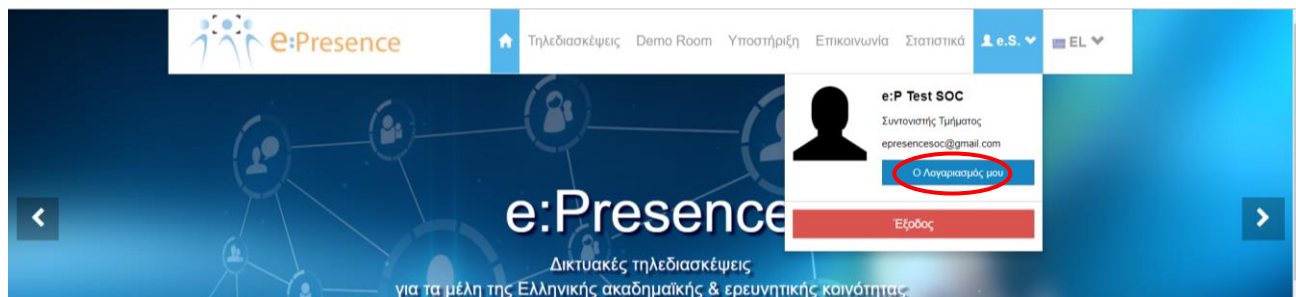 e:Presence
Τηλεδιασκέψεις Demo Room Υποστήριξη Επικοινωνία Στατιστικά e.S. EL
e:P Test SOC
Συντονιστής Τμήματος
epresencesoc@gmail.com
Ο Λογαριασμός μου
Έξοδος
e:Presence
Δικτυακές τηλεδιασκέψεις
για τα μέλη της Ελληνικής ακαδημαϊκής & ερευνητικής κοινότητας